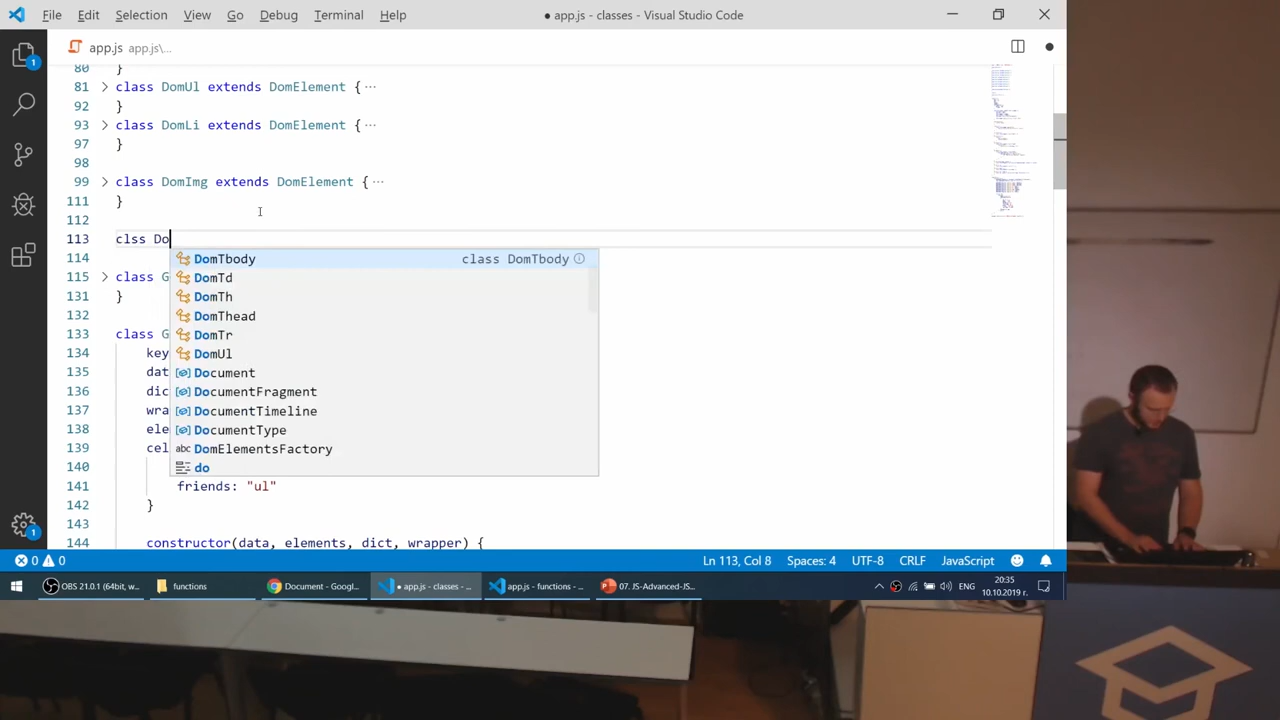 File Edit Selection View Go Debug Terminal Help
● app.js - classes - Visual Studio Code
app.js app.js\...
80 }
81 class DomUl extends DomElement { ...
92
93 class DomLi extends DomElement { ...
97
98
99 class DomImg extends DomElement { ...
111
112
113 clss Do
DomTbody class DomTbody
114
DomTd
115 class G
DomTh
131 }
DomThead
132
DomTr
133 class G
DomUl
134 key
Document
135 dat
DocumentFragment
136 dic
DocumentTimeline
137 wra
DocumentType
138 ele
abc DomElementsFactory
139 cel
do
140
141 friends: "ul"
142 }
143
144 constructor(data, elements, dict, wrapper) {
1
1
0 0
Ln 113, Col 8 Spaces: 4 UTF-8 CRLF JavaScript
OBS 21.0.1 (64bit, w...
functions
Document - Googl...
● app.js - classes - ...
app.js - functions - ...
07. JS-Advanced-JS...
ENG
20:35
10.10.2019 г.